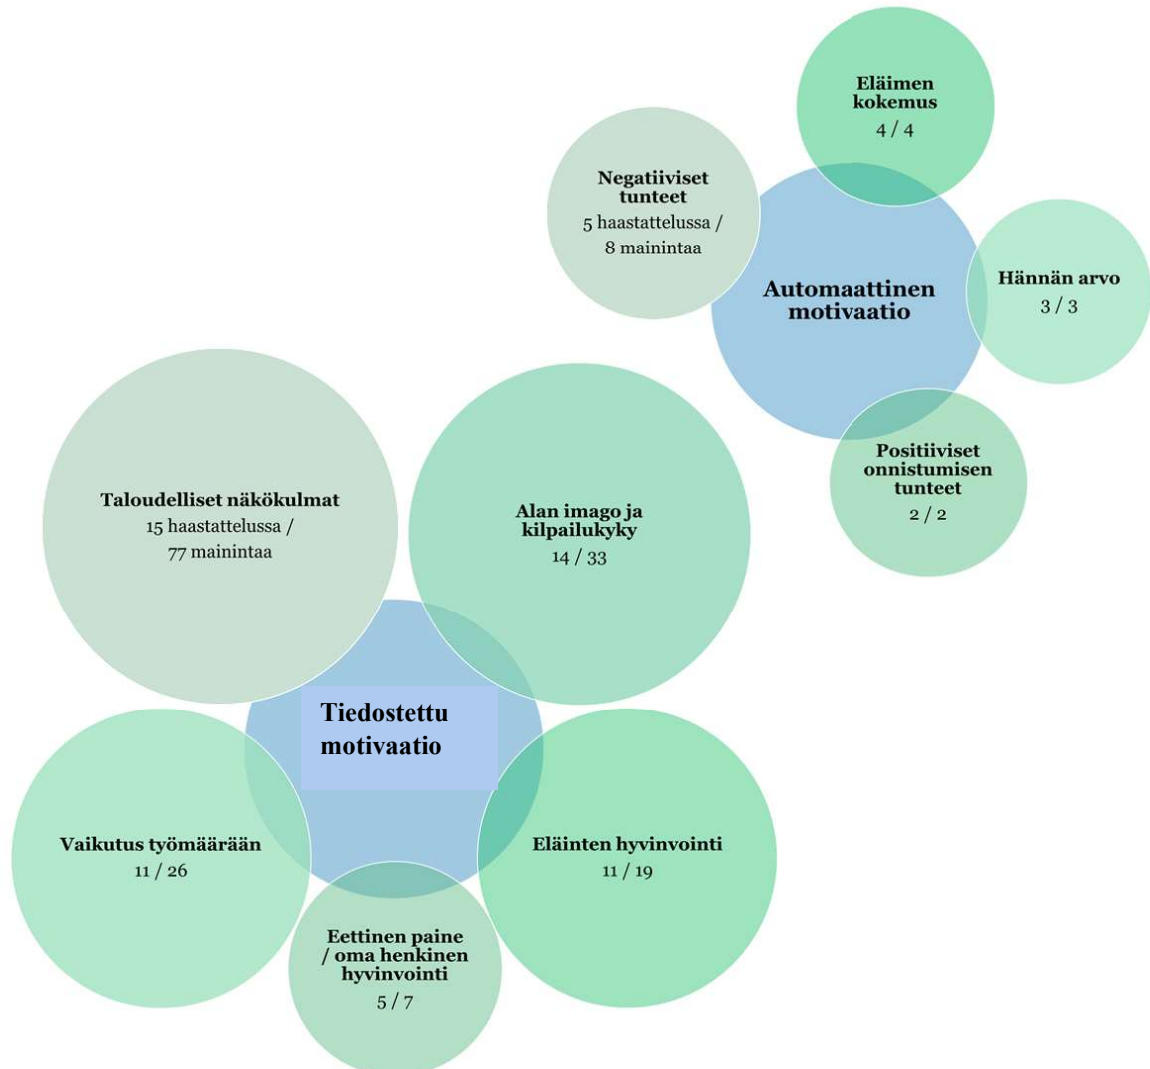 Eläimen
kokemus
4 / 4
Negatiiviset
tunteet
5 haastattelussa /
8 mainintaa
Automaattinen
motivaatio
Hännän arvo
3 / 3
Positiiviset
onnistumisen
tunteet
2 / 2
Taloudelliset näkökulmat
15 haastattelussa /
77 mainintaa
Alan imago ja
kilpailukyky
14 / 33
Tiedostettu
motivaatio
Vaikutus työmäärään
11 / 26
Eläinten hyvinvointi
11 / 19
Eettinen paine
/ oma henkinen
hyvinvointi
5 / 7